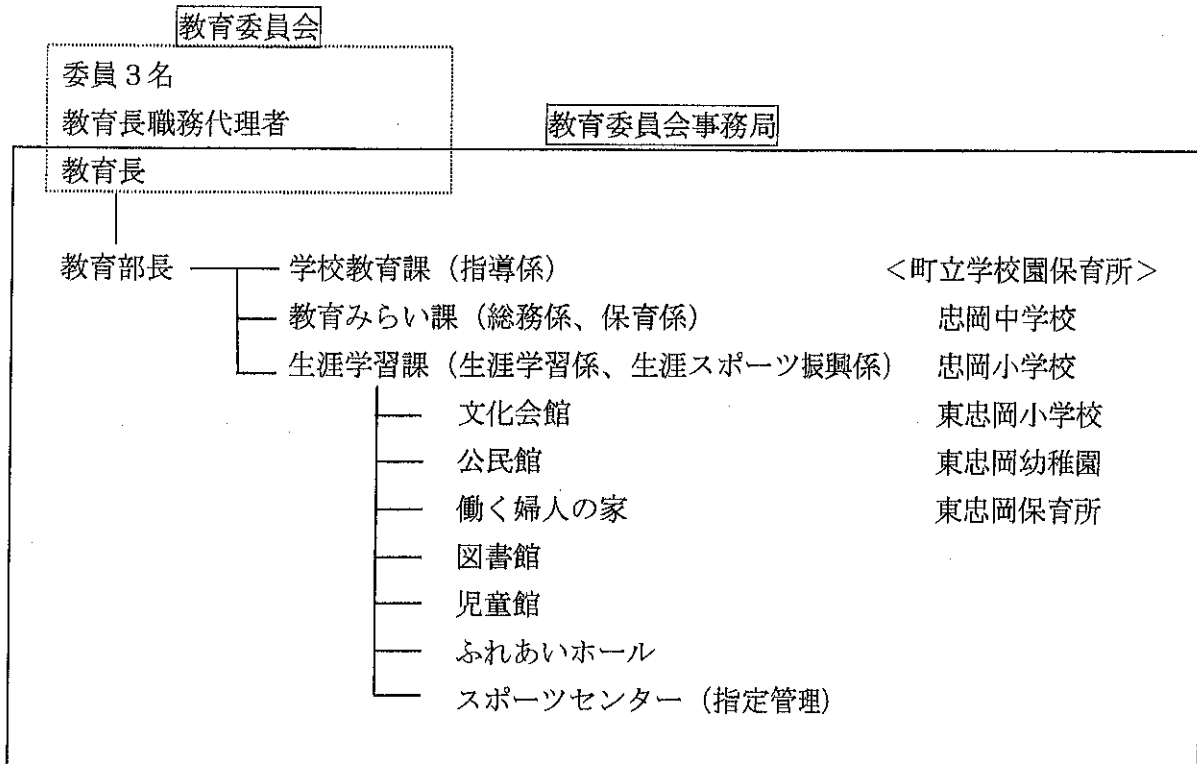 教育委員会
委員3名
教育長職務代理者
教育委員会事務局
教育長
教育部長
学校教育課（指導係）
＜町立学校園保育所＞
教育みらい課（総務係、保育係）
忠岡中学校
生涯学習課（生涯学習係、生涯スポーツ振興係）
忠岡小学校
文化会館
東忠岡小学校
公民館
東忠岡幼稚園
働く婦人の家
東忠岡保育所
図書館
児童館
ふれあいホール
スポーツセンター（指定管理）